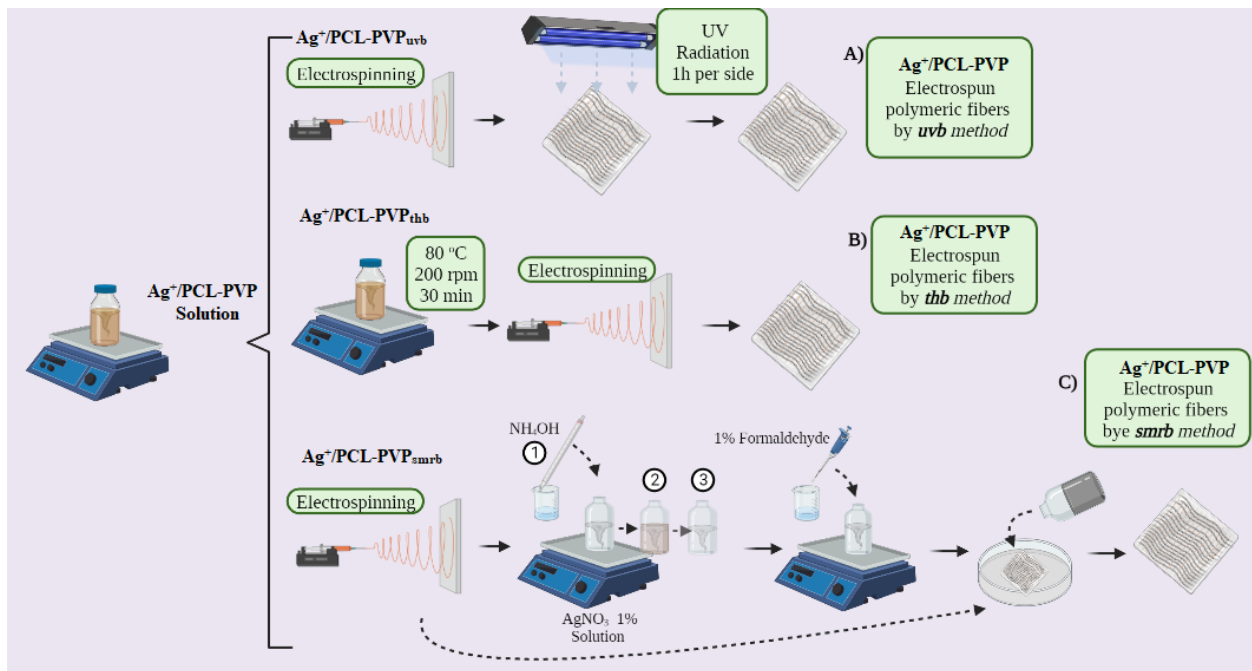 Ag⁺/PCL-PVP
Solution
Ag⁺/PCL-PVPuvb
Electrospinning
UV
Radiation
1h per side
A)
Ag⁺/PCL-PVP
Electrospun
polymeric fibers
by uvb method
Ag⁺/PCL-PVPthb
80 °C
200 rpm
30 min
Electrospinning
B)
Ag⁺/PCL-PVP
Electrospun
polymeric fibers
by thb method
Ag⁺/PCL-PVPsmrb
Electrospinning
NH₄OH
1
2
3
AgNO₃ 1%
Solution
1% Formaldehyde
C)
Ag⁺/PCL-PVP
Electrospun
polymeric fibers
bye smrb method